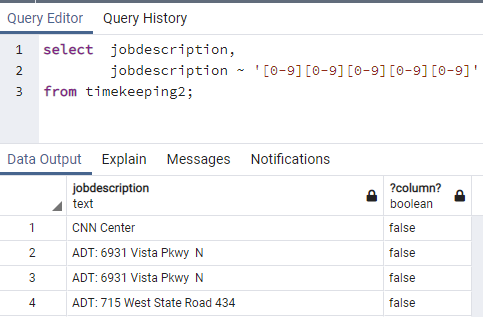 Query Editor Query History
1 select  jobdescription,
2         jobdescription ~ '[0-9][0-9][0-9][0-9][0-9]'
3 from timekeeping2;
Data Output Explain Messages Notifications
jobdescription ?column?
text boolean
1 CNN Center false
2 ADT: 6931 Vista Pkwy  N false
3 ADT: 6931 Vista Pkwy  N false
4 ADT: 715 West State Road 434 false